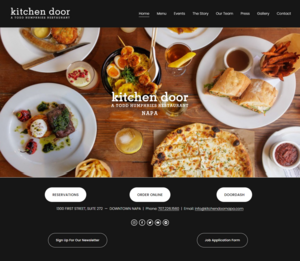 kitchen door
A TODD HUMPHRIES RESTAURANT
Home Menu Events The Story Our Team Press Gallery Contact
kitchen door
A TODD HUMPHRIES RESTAURANT
NAPA
RESERVATIONS ORDER ONLINE DOORDASH
1300 FIRST STREET, SUITE 272 — DOWNTOWN NAPA | Phone: 707.226.1560 | Email: info@kitchendoornapa.com
Sign Up For Our Newsletter Job Application Form